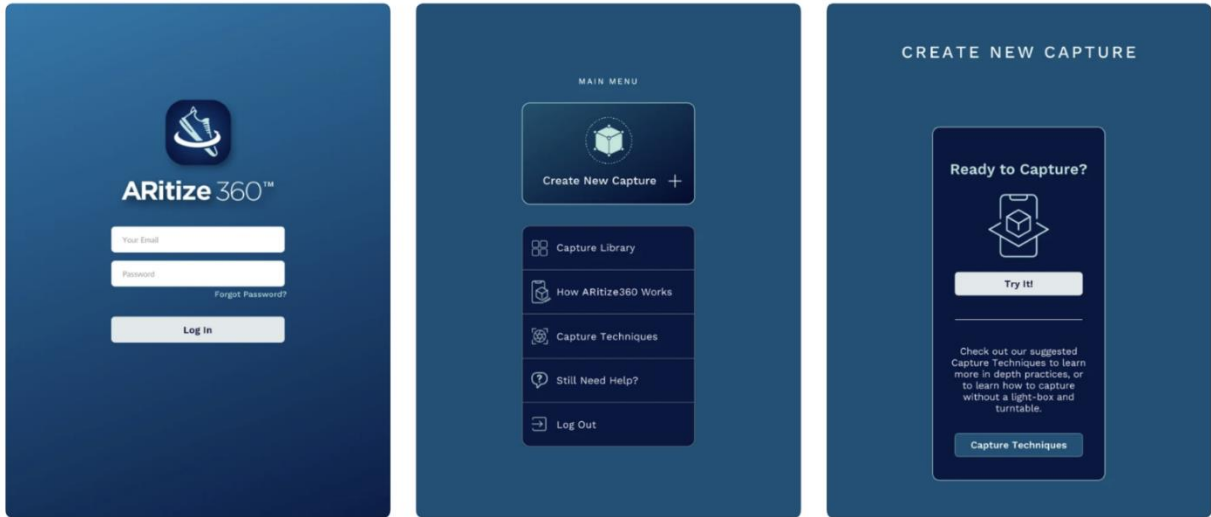 ARitize 360™
Your Email
Password
Forgot Password?
Log In
MAIN MENU
Create New Capture +
Capture Library
How ARitize360 Works
Capture Techniques
Still Need Help?
Log Out
CREATE NEW CAPTURE
Ready to Capture?
Try It!
Check out our suggested
Capture Techniques to learn
more in depth practices, or
to learn how to capture
without a light-box and
turntable.
Capture Techniques